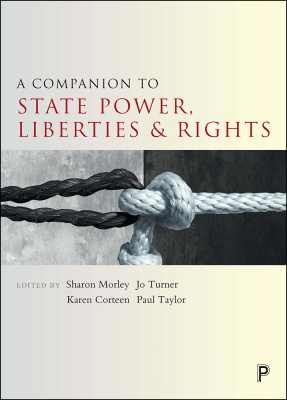 A COMPANION TO
STATE POWER,
LIBERTIES & RIGHTS
EDITED BY Sharon Morley Jo Turner
Karen Corteen Paul Taylor
P